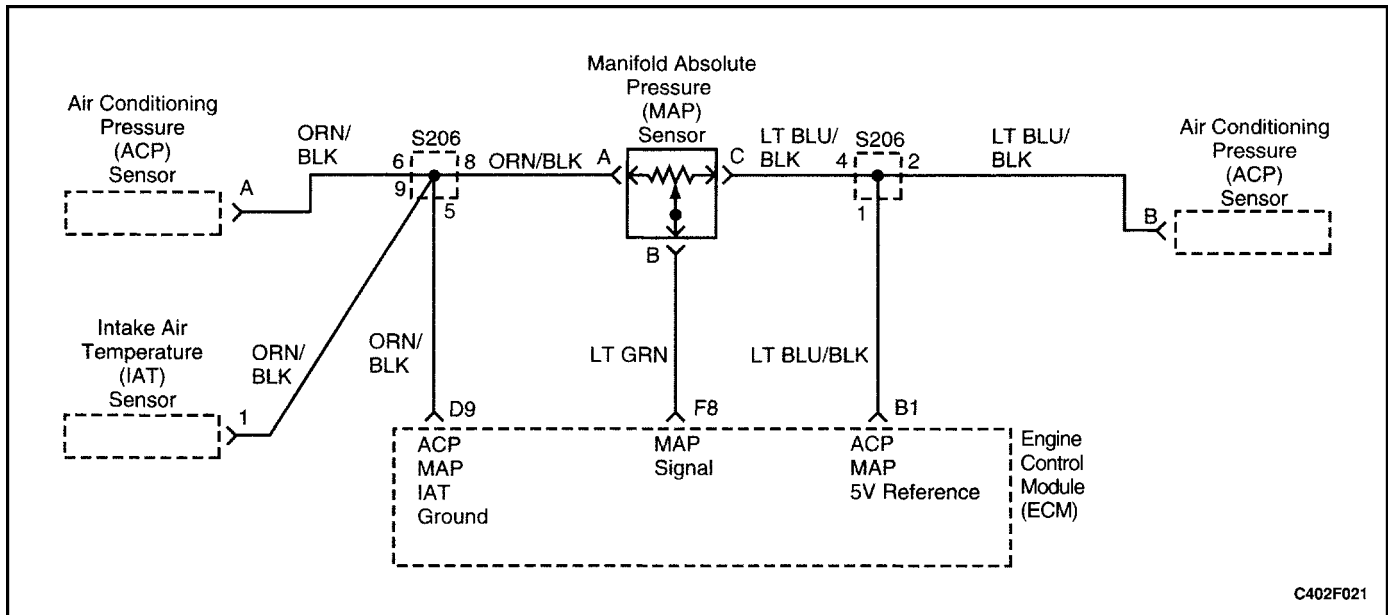 Manifold Absolute
Pressure
(MAP)
Sensor
Air Conditioning
Pressure
(ACP)
Sensor
A
ORN/
BLK
S206
6
8
9
5
ORN/BLK
A
C
B
LT BLU/
BLK
S206
4
2
1
LT BLU/
BLK
Air Conditioning
Pressure
(ACP)
Sensor
B
Intake Air
Temperature
(IAT)
Sensor
1
ORN/
BLK
ORN/
BLK
LT GRN
LT BLU/BLK
D9
F8
B1
ACP
MAP
IAT
Ground
MAP
Signal
ACP
MAP
5V Reference
Engine
Control
Module
(ECM)
C402F021